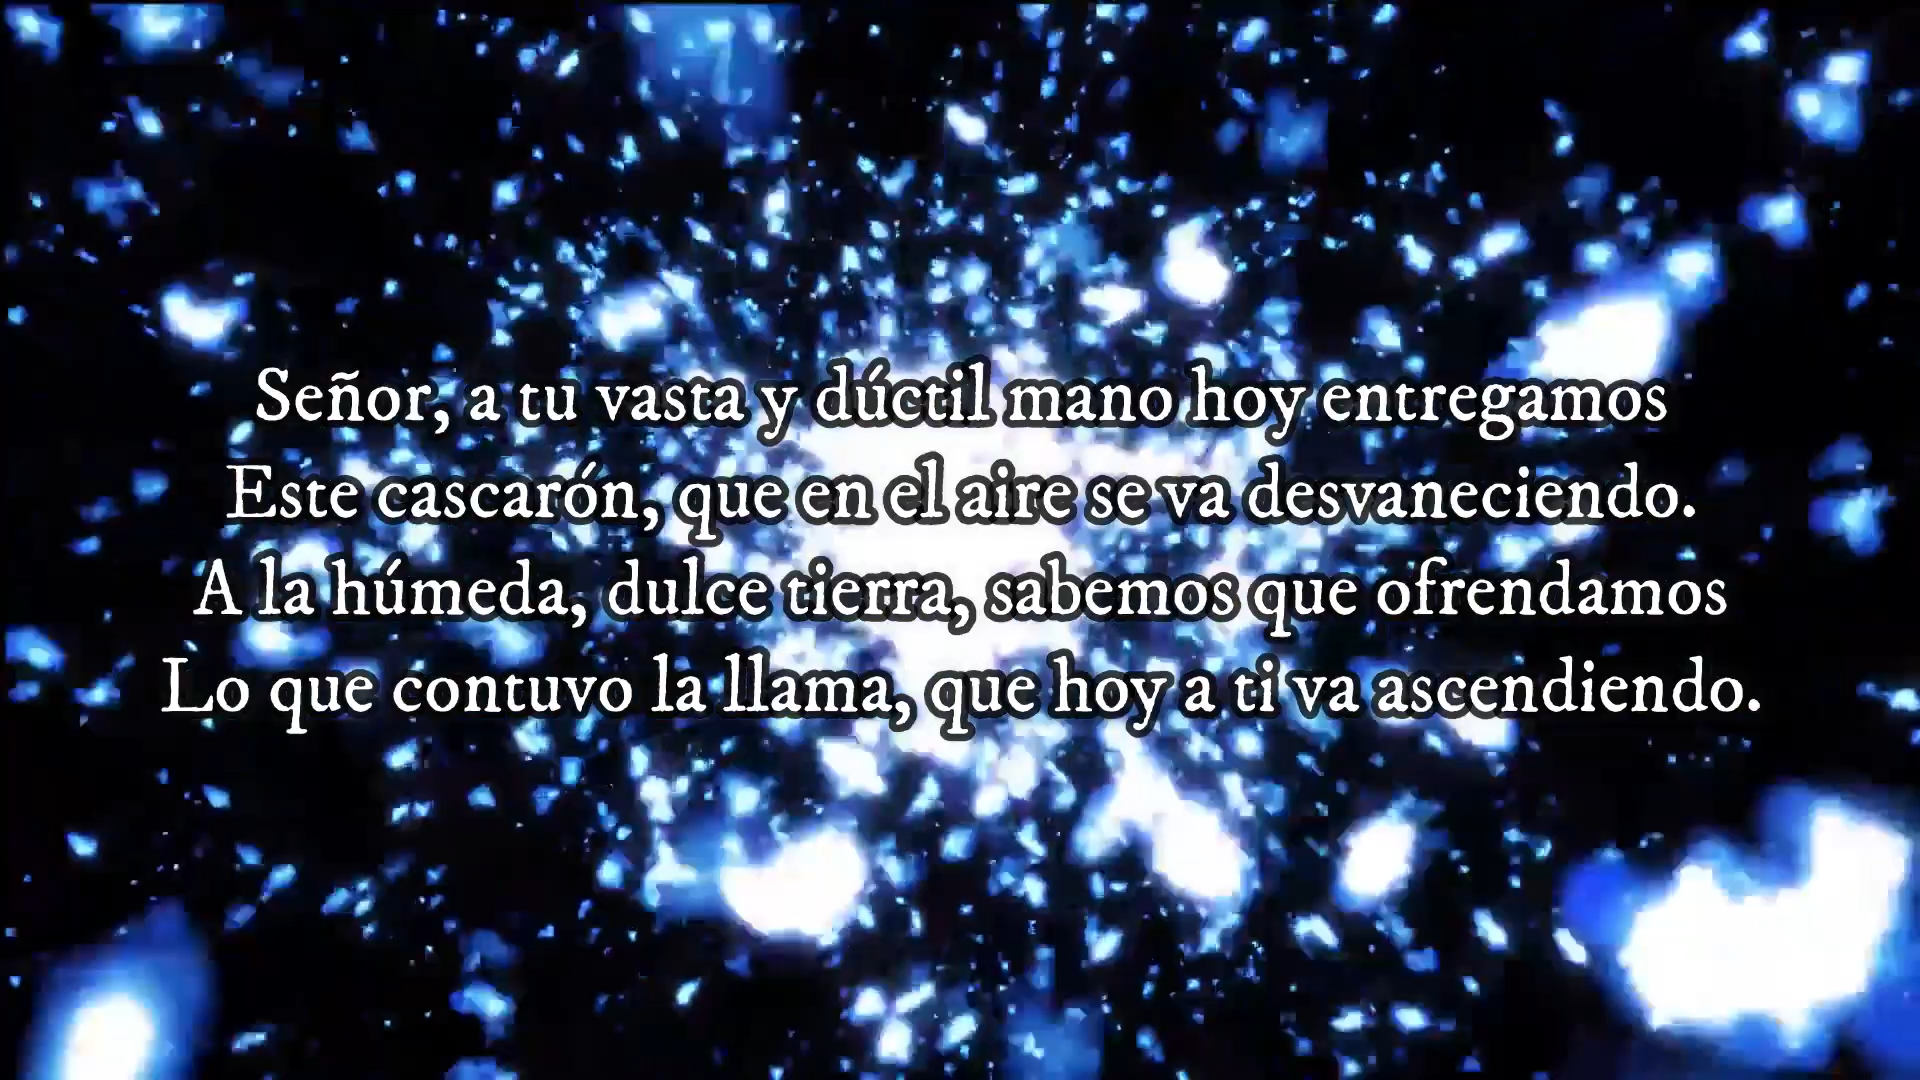 Señor, a tu vasta y dúctil mano hoy entregamos
Este cascarón, que en el aire se va desvaneciendo.
A la húmeda, dulce tierra, sabemos que ofrendamos
Lo que contuvo la llama, que hoy a ti va ascendiendo.